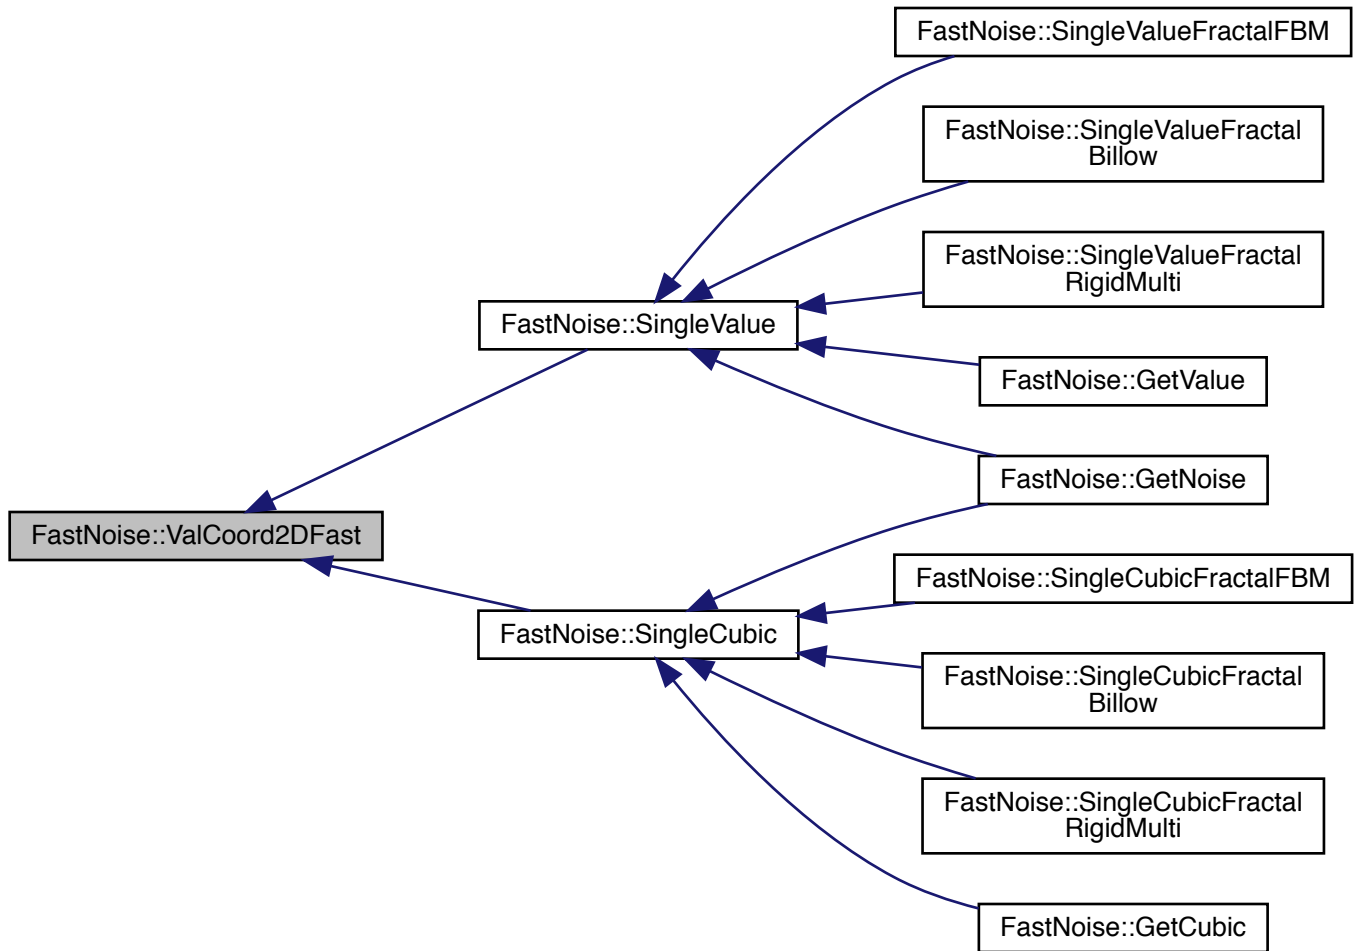 FastNoise::SingleValueFractalFBM
FastNoise::SingleValueFractal
Billow
FastNoise::SingleValueFractal
RigidMulti
FastNoise::SingleValue
FastNoise::GetValue
FastNoise::GetNoise
FastNoise::ValCoord2DFast
FastNoise::SingleCubicFractalFBM
FastNoise::SingleCubic
FastNoise::SingleCubicFractal
Billow
FastNoise::SingleCubicFractal
RigidMulti
FastNoise::GetCubic